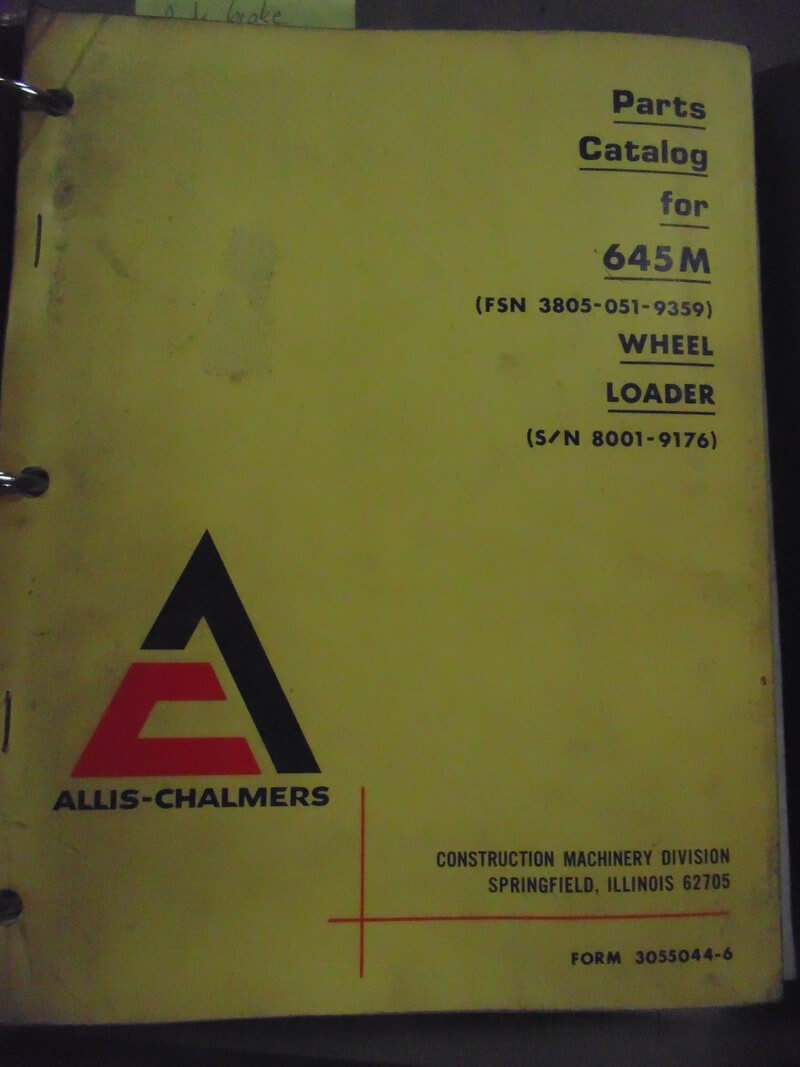 brake
Parts
Catalog
for
645M
(FSN 3805-051-9359)
WHEEL
LOADER
(S/N 8001-9176)
ALLIS-CHALMERS
CONSTRUCTION MACHINERY DIVISION
SPRINGFIELD, ILLINOIS 62705
FORM 3055044-6